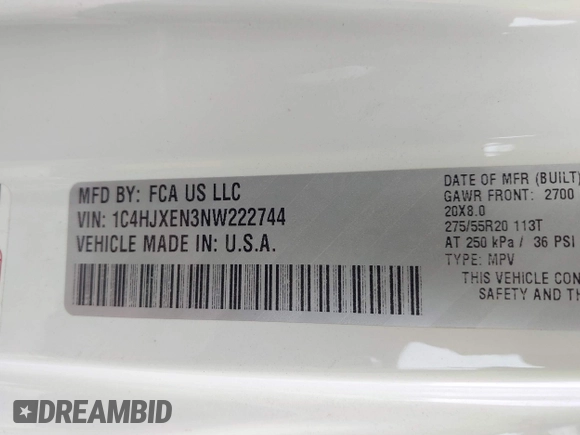 MFD BY: FCA US LLC
VIN: 1C4HJXEN3NW222744
VEHICLE MADE IN: U.S.A.
DATE OF MFR (BUILT)
GAWR FRONT: 2700
20X8.0
275/55R20 113T
AT 250 kPa / 36 PSI
TYPE: MPV
THIS VEHICLE CON
SAFETY AND TH
DREAMBID